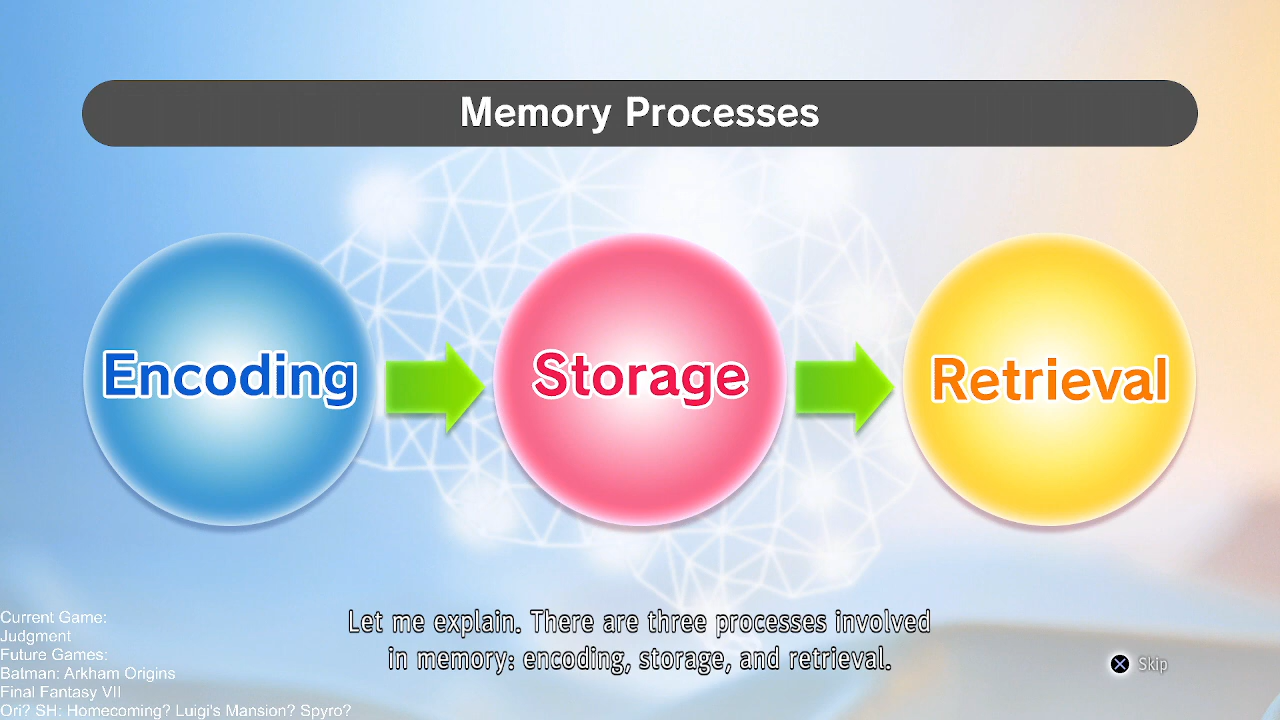 Memory Processes
Encoding
Storage
Retrieval
Let me explain. There are three processes involved
in memory: encoding, storage, and retrieval.
Skip
Current Game:
Judgment
Future Games:
Batman: Arkham Origins
Final Fantasy VII
Ori? SH: Homecoming? Luigi's Mansion? Spyro?